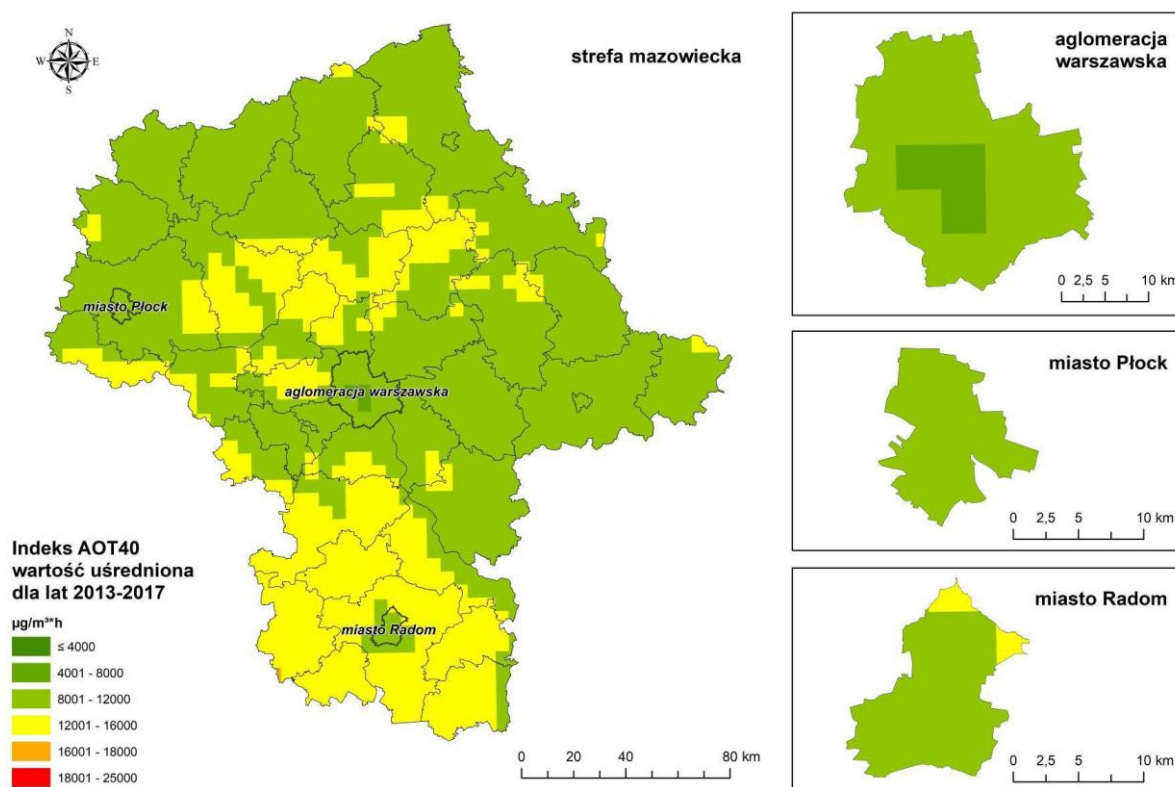 N
W E
S
strefa mazowiecka
miasto Płock
aglomeracja warszawska
miasto Radom
Indeks AOT40
wartość uśredniona
dla lat 2013-2017
µg/m³*h
≤ 4000
4001 - 8000
8001 - 12000
12001 - 16000
16001 - 18000
18001 - 25000
0 20 40 80 km
aglomeracja
warszawska
0 2,5 5 10 km
miasto Płock
0 2,5 5 10 km
miasto Radom
0 2,5 5 10 km